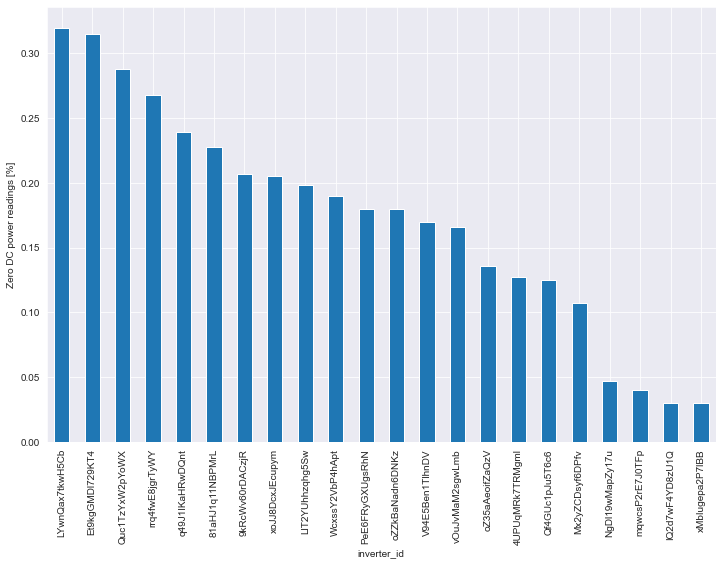 Zero DC power readings [%]
0.30
0.25
0.20
0.15
0.10
0.05
0.00
LYwnQax7tkwH5Cb
Et9kgGMDl729KT4
Quc1TzYxW2pYoWX
rrq4fwE8jgrTyWY
q49J1IKaHRwDQnt
81aHJ1q11NBPMrL
9kRcWv60rDACzjR
xoJJ8DcxJEcupym
LlT2YUhhzqhg5Sw
WcxssY2VbP4hApt
PeE6FRyGXUgsRhN
oZZkBaNadn6DNKz
V94E5Ben1TlhnDV
vOuJvMaM2sgwLmb
oZ35aAeoifZaQzV
4UPUqMRk7TRMgml
Qf4GUc1pJu5T6c6
Mx2yZCDsyf6DPfv
NgDl19wMapZy17u
mqwcsP2rE7J0TFp
IQ2d7wF4YD8zU1Q
xMbIugepa2P7lBB
inverter_id